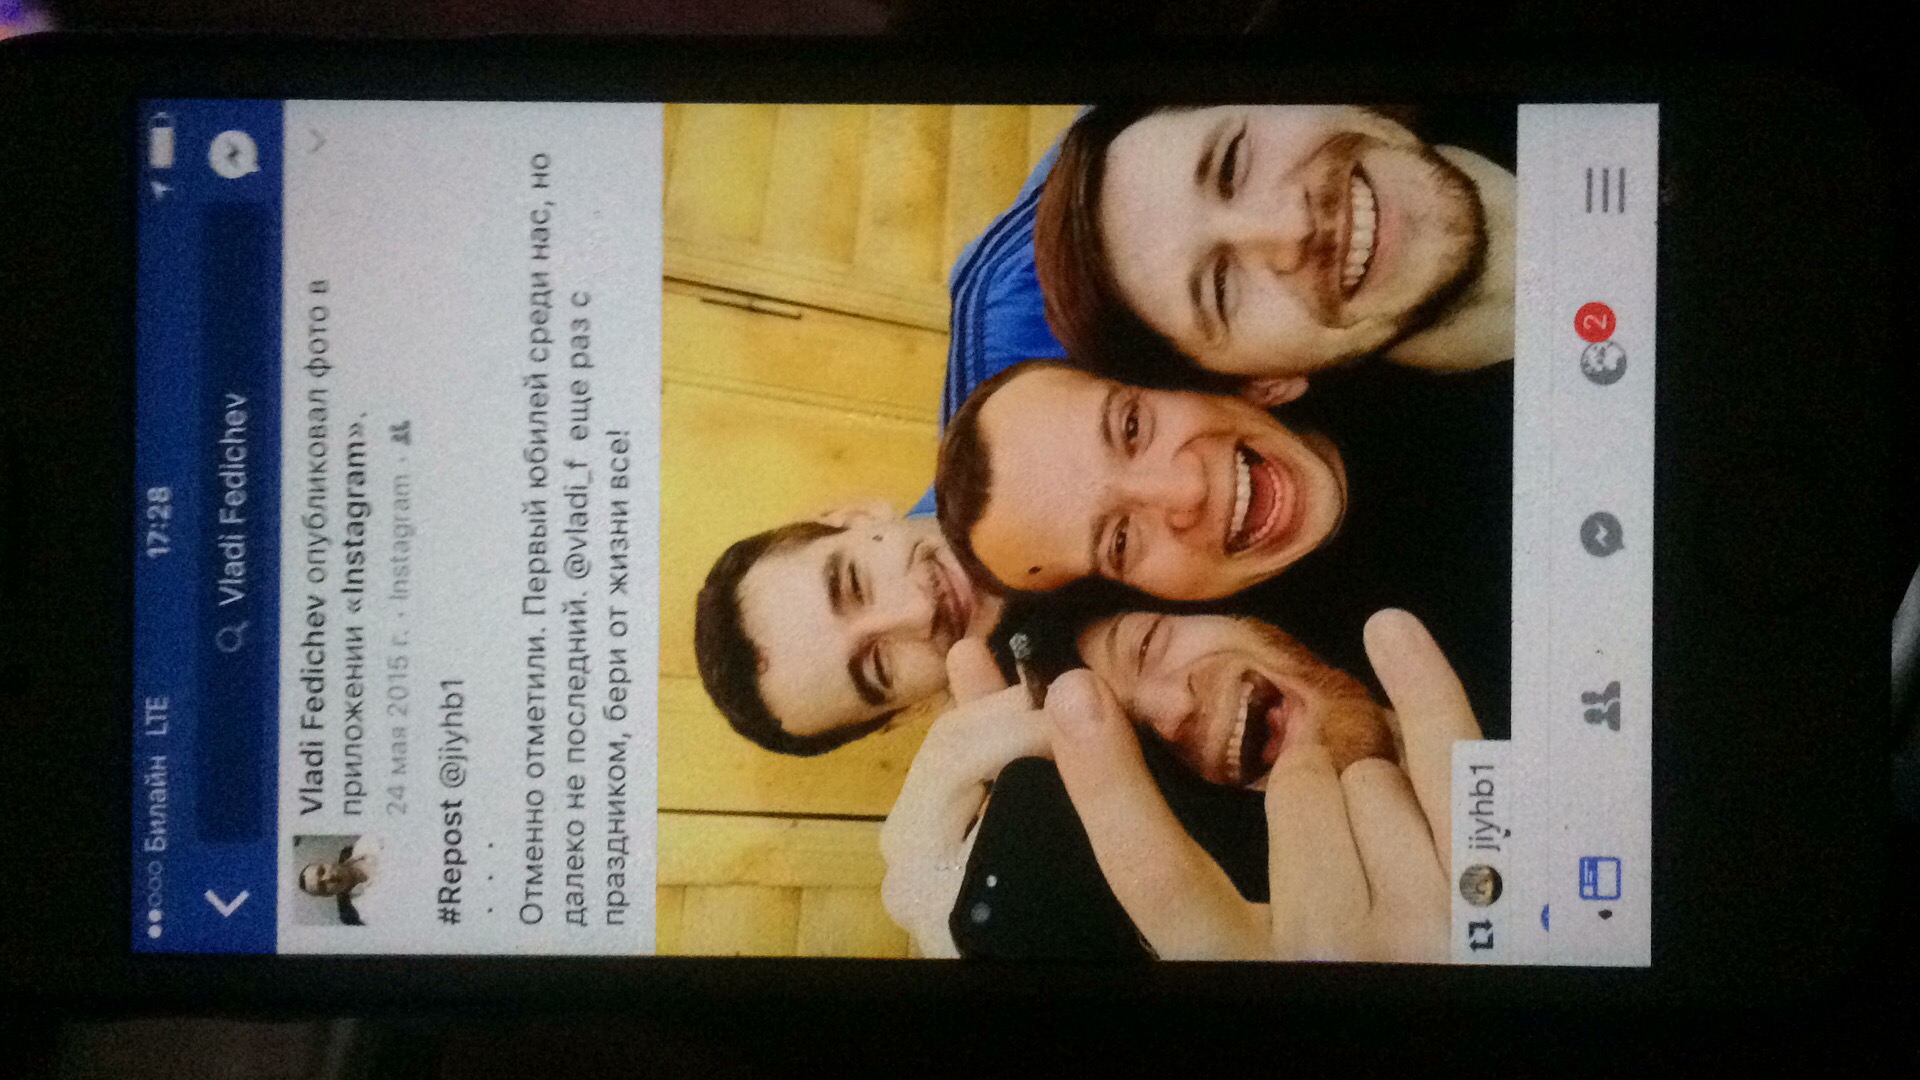 Билайн LTE 17:28
Vladi Fedichev
Vladi Fedichev опубликовал фото в
приложении «Instagram».
24 мая 2015 г. · Instagram ·
#Repost @jiyhb1
. . .
Отменно отметили. Первый юбилей среди нас, но
далеко не последний. @vladi_f еще раз с
праздником, бери от жизни все!
jiyhb1
2